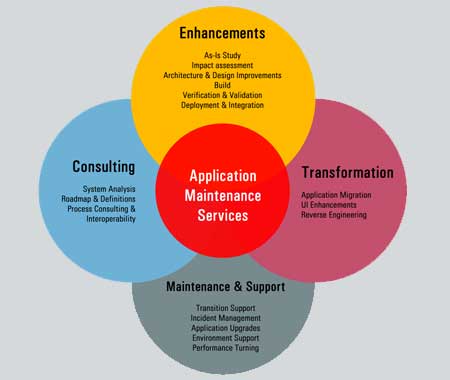 Enhancements
As-Is Study
Impact assessment
Architecture & Design Improvements
Build
Verification & Validation
Deployment & Integration
Consulting
System Analysis
Roadmap & Definitions
Process Consulting &
Interoperability
Application
Maintenance
Services
Transformation
Application Migration
UI Enhancements
Reverse Engineering
Maintenance & Support
Transition Support
Incident Management
Application Upgrades
Environment Support
Performance Turning